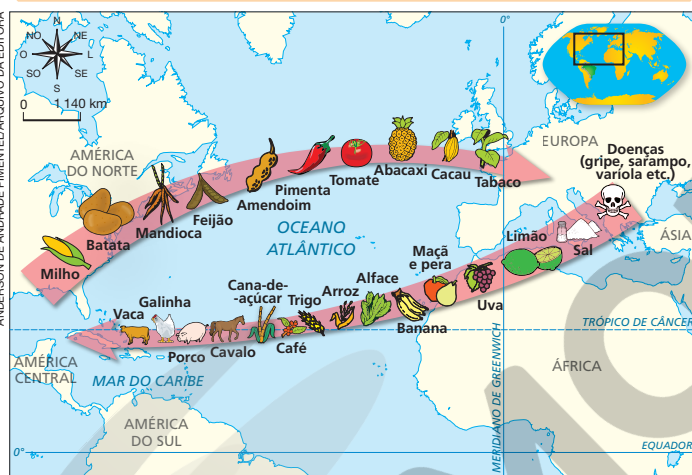 ANDERSON DE ANDRADE PIMENTEL/ARQUIVO DA EDITORA
N
NO
NE
O
L
SO
SE
S
0
1 140 km
0°
AMÉRICA
DO NORTE
EUROPA
Doenças
(gripe, sarampo,
varíola etc.)
Milho
Batata
Mandioca
Feijão
Amendoim
Pimenta
Tomate
Abacaxi
Cacau
Tabaco
OCEANO
ATLÂNTICO
ÁSIA
Sal
Limão
Uva
Maçã
e pera
Banana
Alface
Arroz
Trigo
Café
Cana-de-
-açúcar
Cavalo
Porco
Galinha
Vaca
TRÓPICO DE CÂNCER
MERIDIANO DE GREENWICH
AMÉRICA
CENTRAL
MAR DO CARIBE
ÁFRICA
AMÉRICA
DO SUL
0°
EQUADOR